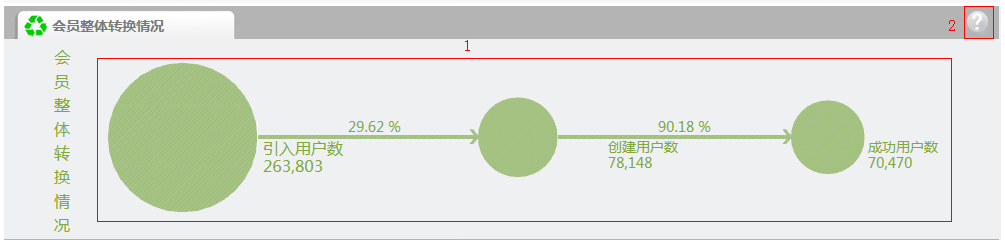 会员整体转换情况
2
?
1
会员整体转换情况
29.62 %
引入用户数
263,803
90.18 %
创建用户数
78,148
成功用户数
70,470